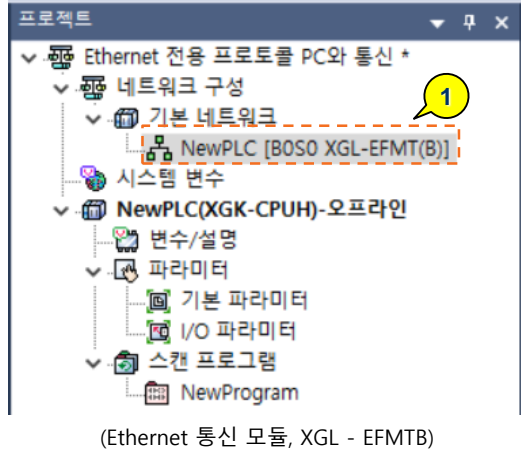 프로젝트
Ethernet 전용 프로토콜 PC와 통신 *
네트워크 구성
1
기본 네트워크
NewPLC [B0S0 XGL-EFMT(B)]
시스템 변수
NewPLC(XGK-CPUH)-오프라인
변수/설명
파라미터
기본 파라미터
I/O 파라미터
스캔 프로그램
NewProgram
(Ethernet 통신 모듈, XGL - EFMTB)